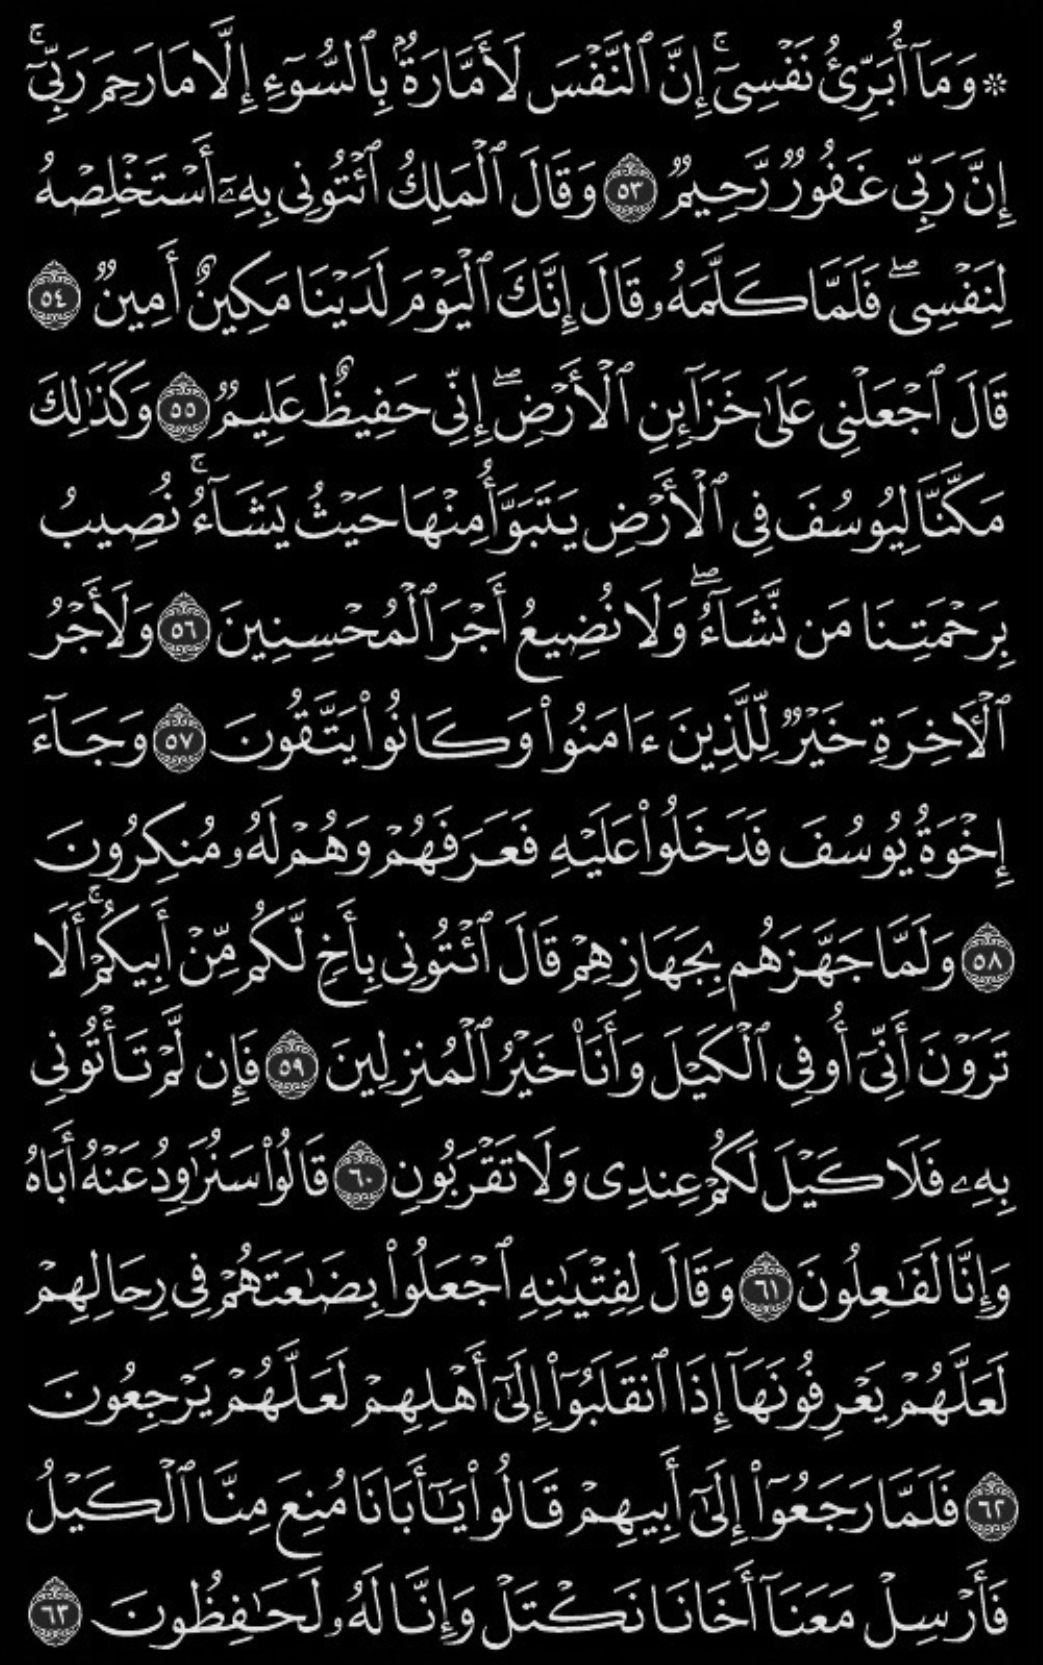 ۞ وَمَآ أُبَرِّئُ نَفۡسِيٓۚ إِنَّ ٱلنَّفۡسَ لَأَمَّارَةُۢ بِٱلسُّوٓءِ إِلَّا مَا رَحِمَ رَبِّيٓۚ
إِنَّ رَبِّي غَفُورٞ رَّحِيمٞ ٥٣ وَقَالَ ٱلۡمَلِكُ ٱئۡتُونِي بِهِۦٓ أَسۡتَخۡلِصۡهُ
لِنَفۡسِيۖ فَلَمَّا كَلَّمَهُۥ قَالَ إِنَّكَ ٱلۡيَوۡمَ لَدَيۡنَا مَكِينٌ أَمِينٞ ٥٤
قَالَ ٱجۡعَلۡنِي عَلَىٰ خَزَآئِنِ ٱلۡأَرۡضِۖ إِنِّي حَفِيظٌ عَلِيمٞ ٥٥ وَكَذَٰلِكَ
مَكَّنَّا لِيُوسُفَ فِي ٱلۡأَرۡضِ يَتَبَوَّأُ مِنۡهَا حَيۡثُ يَشَآءُۚ نُصِيبُ
بِرَحۡمَتِنَا مَن نَّشَآءُۖ وَلَا نُضِيعُ أَجۡرَ ٱلۡمُحۡسِنِينَ ٥٦ وَلَأَجۡرُ
ٱلۡأٓخِرَةِ خَيۡرٞ لِّلَّذِينَ ءَامَنُواْ وَكَانُواْ يَتَّقُونَ ٥٧ وَجَآءَ
إِخۡوَةُ يُوسُفَ فَدَخَلُواْ عَلَيۡهِ فَعَرَفَهُمۡ وَهُمۡ لَهُۥ مُنكِرُونَ
٥٨ وَلَمَّا جَهَّزَهُم بِجَهَازِهِمۡ قَالَ ٱئۡتُونِي بِأَخٖ لَّكُم مِّنۡ أَبِيكُمۡۚ أَلَا
تَرَوۡنَ أَنِّيٓ أُوفِي ٱلۡكَيۡلَ وَأَنَا۠ خَيۡرُ ٱلۡمُنزِلِينَ ٥٩ فَإِن لَّمۡ تَأۡتُونِي
بِهِۦ فَلَا كَيۡلَ لَكُمۡ عِندِي وَلَا تَقۡرَبُونِ ٦٠ قَالُواْ سَنُرَٰوِدُ عَنۡهُ أَبَاهُ
وَإِنَّا لَفَٰعِلُونَ ٦١ وَقَالَ لِفِتۡيَٰنِهِ ٱجۡعَلُواْ بِضَٰعَتَهُمۡ فِي رِحَالِهِمۡ
لَعَلَّهُمۡ يَعۡرِفُونَهَآ إِذَا ٱنقَلَبُوٓاْ إِلَىٰٓ أَهۡلِهِمۡ لَعَلَّهُمۡ يَرۡجِعُونَ
٦٢ فَلَمَّا رَجَعُوٓاْ إِلَىٰٓ أَبِيهِمۡ قَالُواْ يَٰٓأَبَانَا مُنِعَ مِنَّا ٱلۡكَيۡلُ
فَأَرۡسِلۡ مَعَنَآ أَخَانَا نَكۡتَلۡ وَإِنَّا لَهُۥ لَحَٰفِظُونَ ٦٣